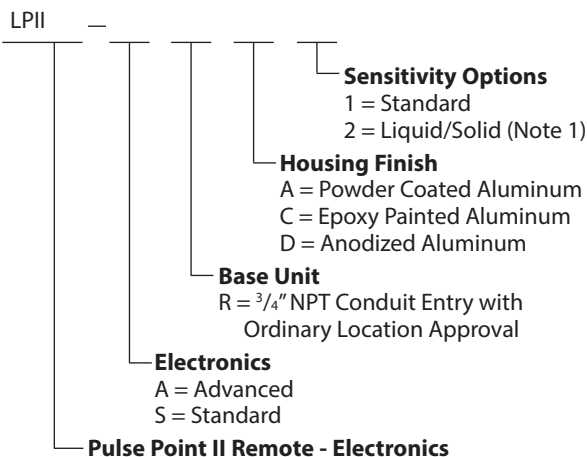 LPII –
Sensitivity Options
1 = Standard
2 = Liquid/Solid (Note 1)
Housing Finish
A = Powder Coated Aluminum
C = Epoxy Painted Aluminum
D = Anodized Aluminum
Base Unit
R = 3/4" NPT Conduit Entry with
Ordinary Location Approval
Electronics
A = Advanced
S = Standard
Pulse Point II Remote - Electronics